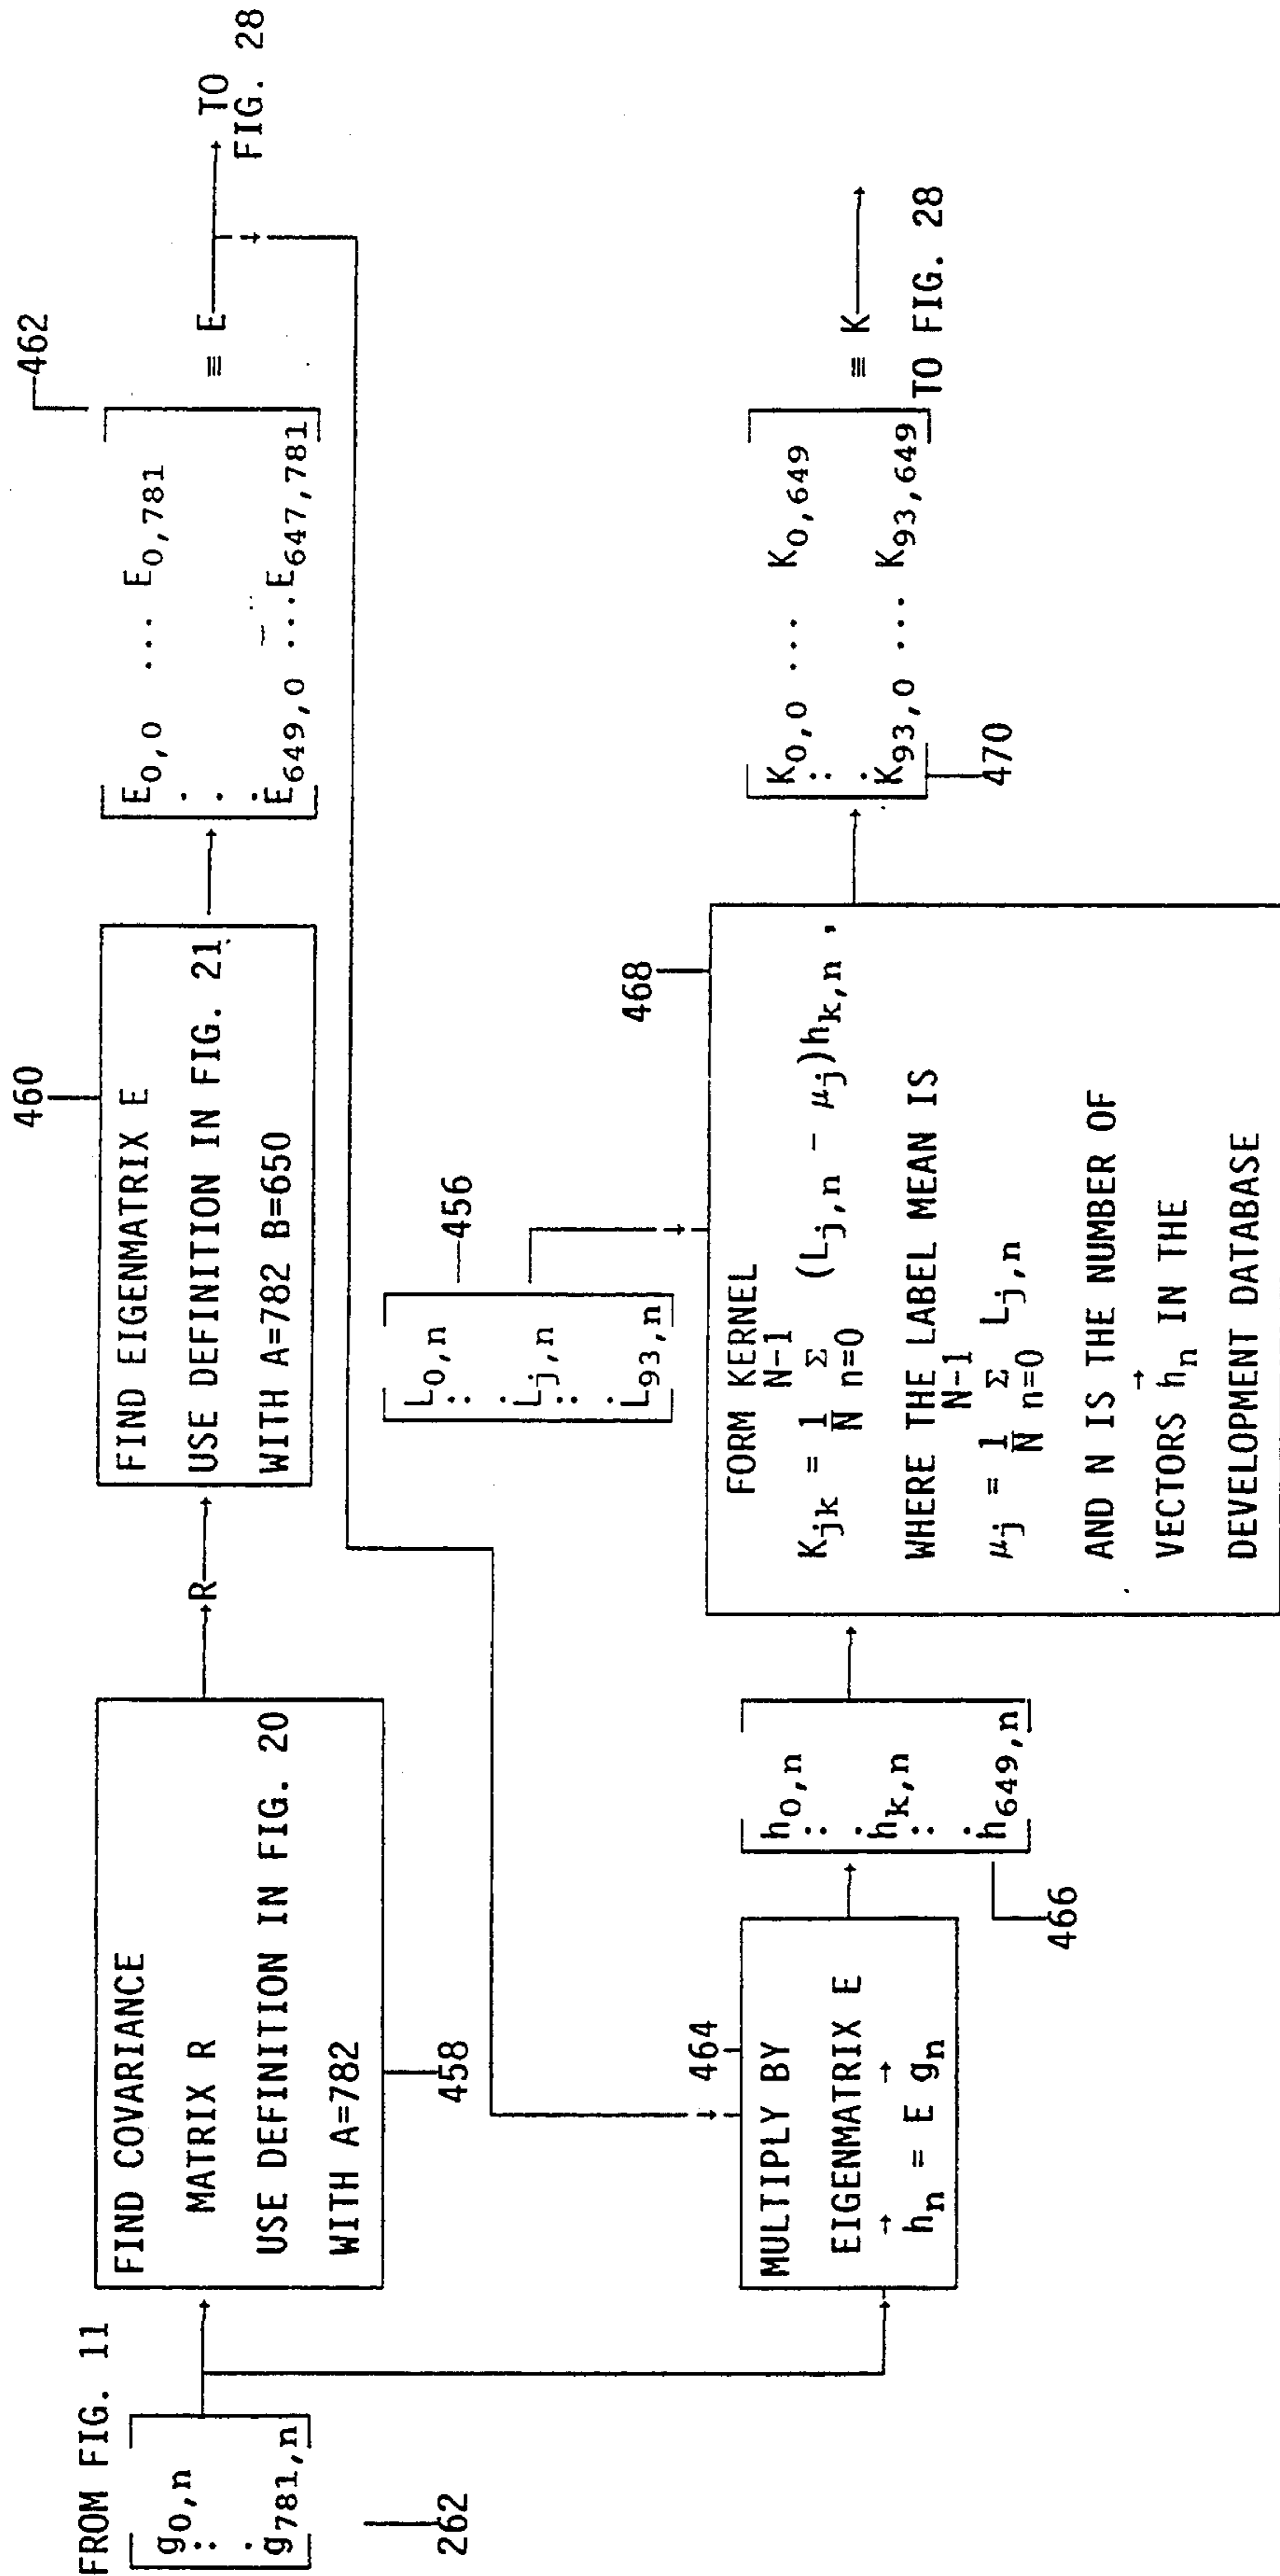 FROM FIG. 11
g0,n
:
.
g781,n
262
FIND COVARIANCE
MATRIX R
USE DEFINITION IN FIG. 20
WITH A=782
458
R
460
FIND EIGENMATRIX E
USE DEFINITION IN FIG. 21
WITH A=782 B=650
462
E0,0 ... E0,781
. . .
E649,0 ...E647,781
≡ E
TO
FIG. 28
464
MULTIPLY BY
EIGENMATRIX E
→ →
hn = E gn
h0,n
: .
hk,n
: .
h649,n
466
L0,n
: .
Lj,n
: .
L93,n
456
468
FORM KERNEL
N-1
Kjk = 1/N Σ (Lj,n - μj)hk,n ,
n=0
WHERE THE LABEL MEAN IS
N-1
μj = 1/N Σ Lj,n
n=0
AND N IS THE NUMBER OF
→
VECTORS hn IN THE
DEVELOPMENT DATABASE
K0,0 ... K0,649
: .
K93,0 ... K93,649
470
≡ K
TO FIG. 28